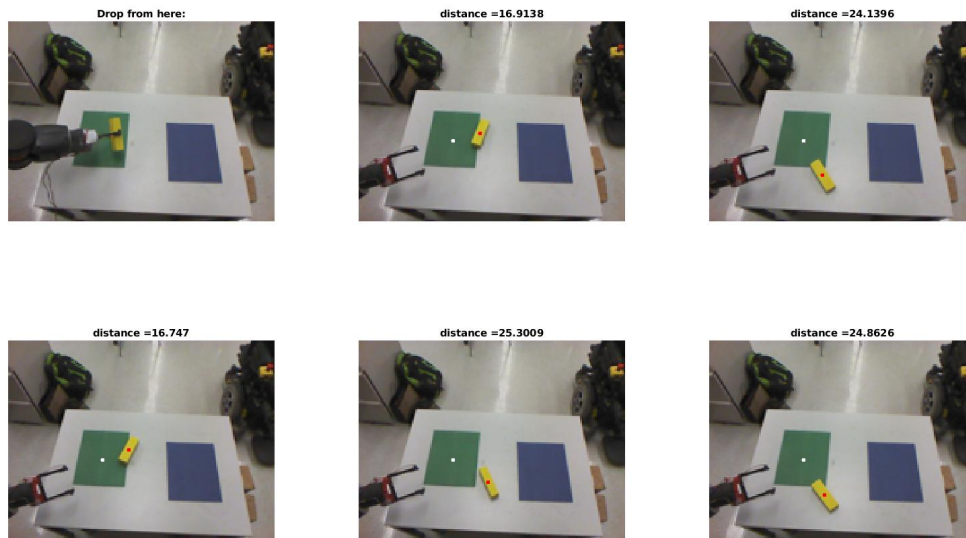 Drop from here:
distance =16.9138
distance =24.1396
distance =16.747
distance =25.3009
distance =24.8626